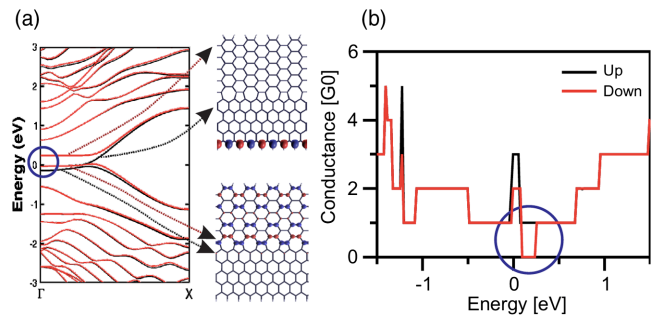 (a)
3
2
1
0
-1
-2
-3
Energy (eV)
Γ
X
(b)
6
4
2
0
Conductance [G0]
Up
Down
-1
0
1
Energy [eV]